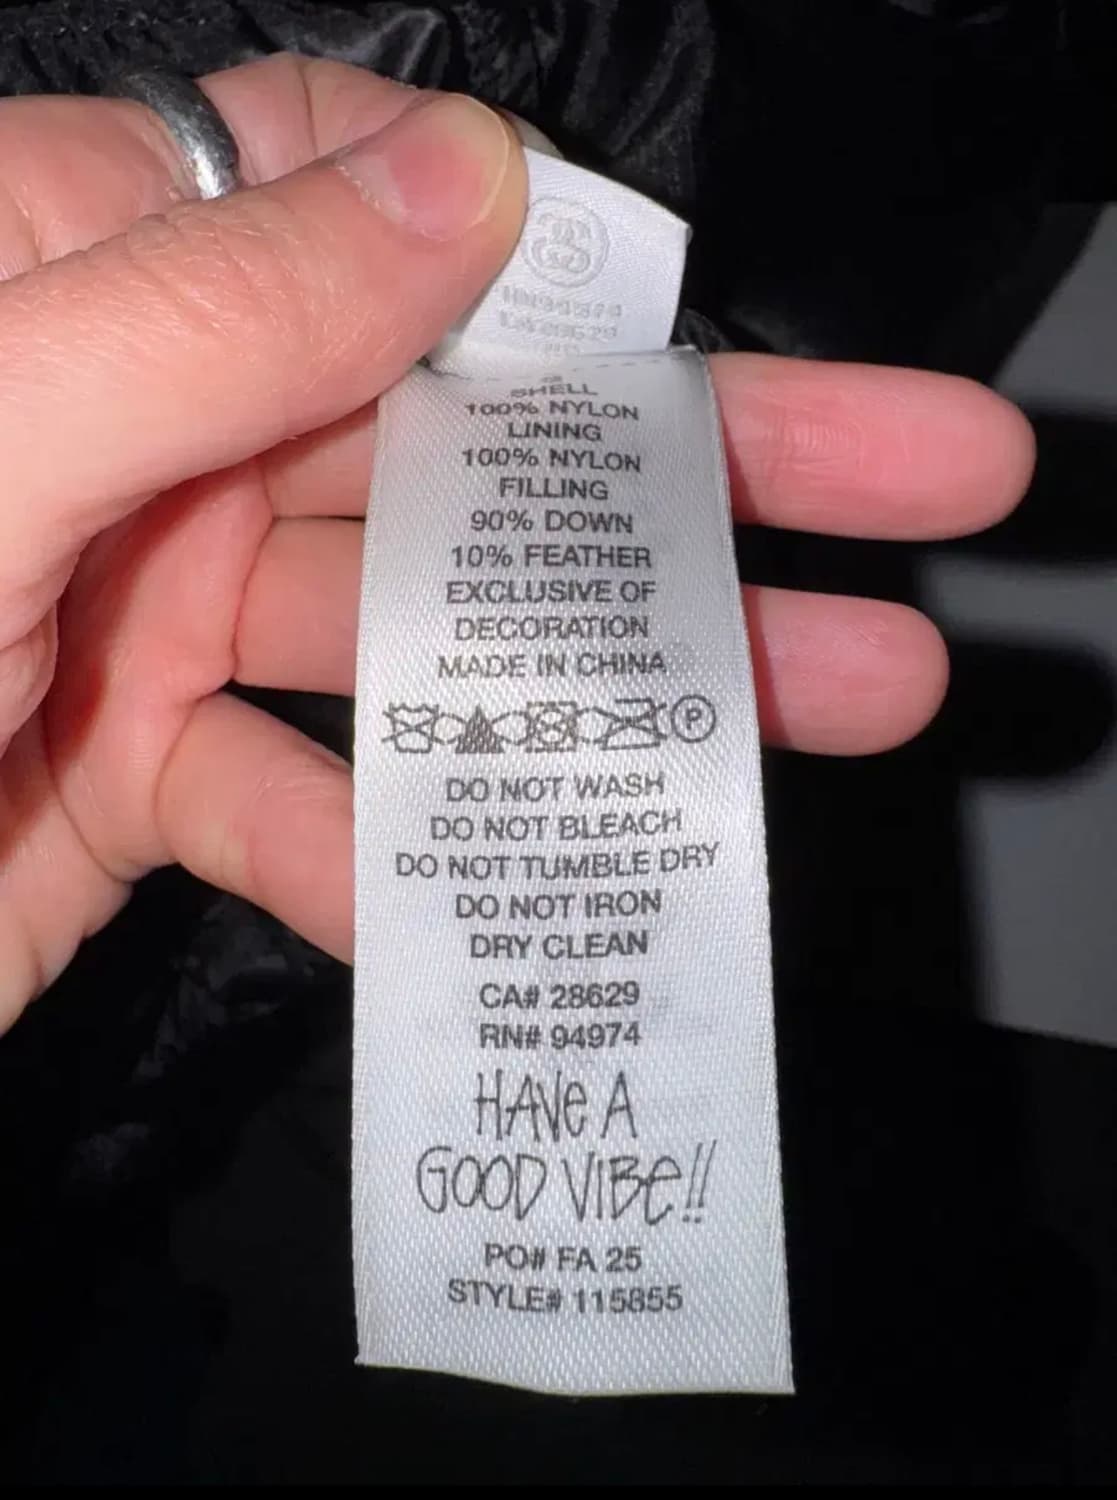 SHELL
100% NYLON
LINING
100% NYLON
FILLING
90% DOWN
10% FEATHER
EXCLUSIVE OF
DECORATION
MADE IN CHINA
P
DO NOT WASH
DO NOT BLEACH
DO NOT TUMBLE DRY
DO NOT IRON
DRY CLEAN
CA# 28629
RN# 94974
HAVe A
GOOD VIBe!!
PO# FA 25
STYLE# 115855